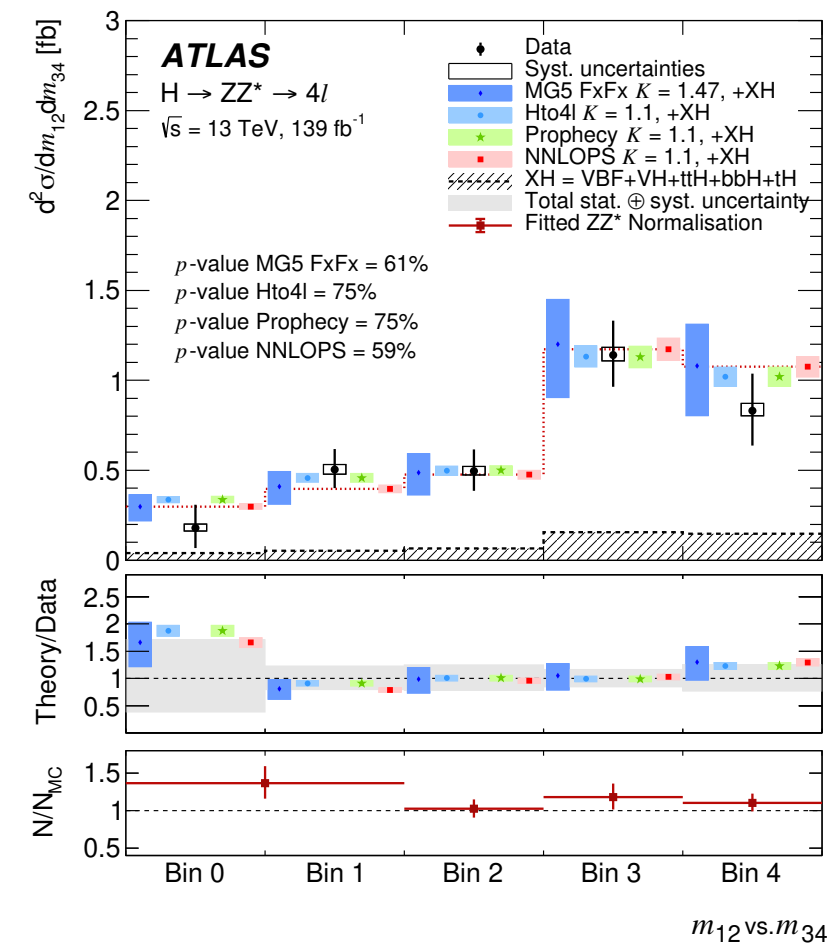 ATLAS
H → ZZ* → 4l
√s = 13 TeV, 139 fb⁻¹
Data
Syst. uncertainties
MG5 FxFx K = 1.47, +XH
Hto4l K = 1.1, +XH
Prophecy K = 1.1, +XH
NNLOPS K = 1.1, +XH
XH = VBF+VH+ttH+bbH+tH
Total stat. ⊕ syst. uncertainty
Fitted ZZ* Normalisation
p-value MG5 FxFx = 61%
p-value Hto4l = 75%
p-value Prophecy = 75%
p-value NNLOPS = 59%
d²σ/dm₁₂dm₃₄ [fb]
3
2.5
2
1.5
1
0.5
0
Theory/Data
2.5
2
1.5
1
0.5
N/N_MC
1.5
1
0.5
Bin 0 Bin 1 Bin 2 Bin 3 Bin 4
m₁₂ vs. m₃₄